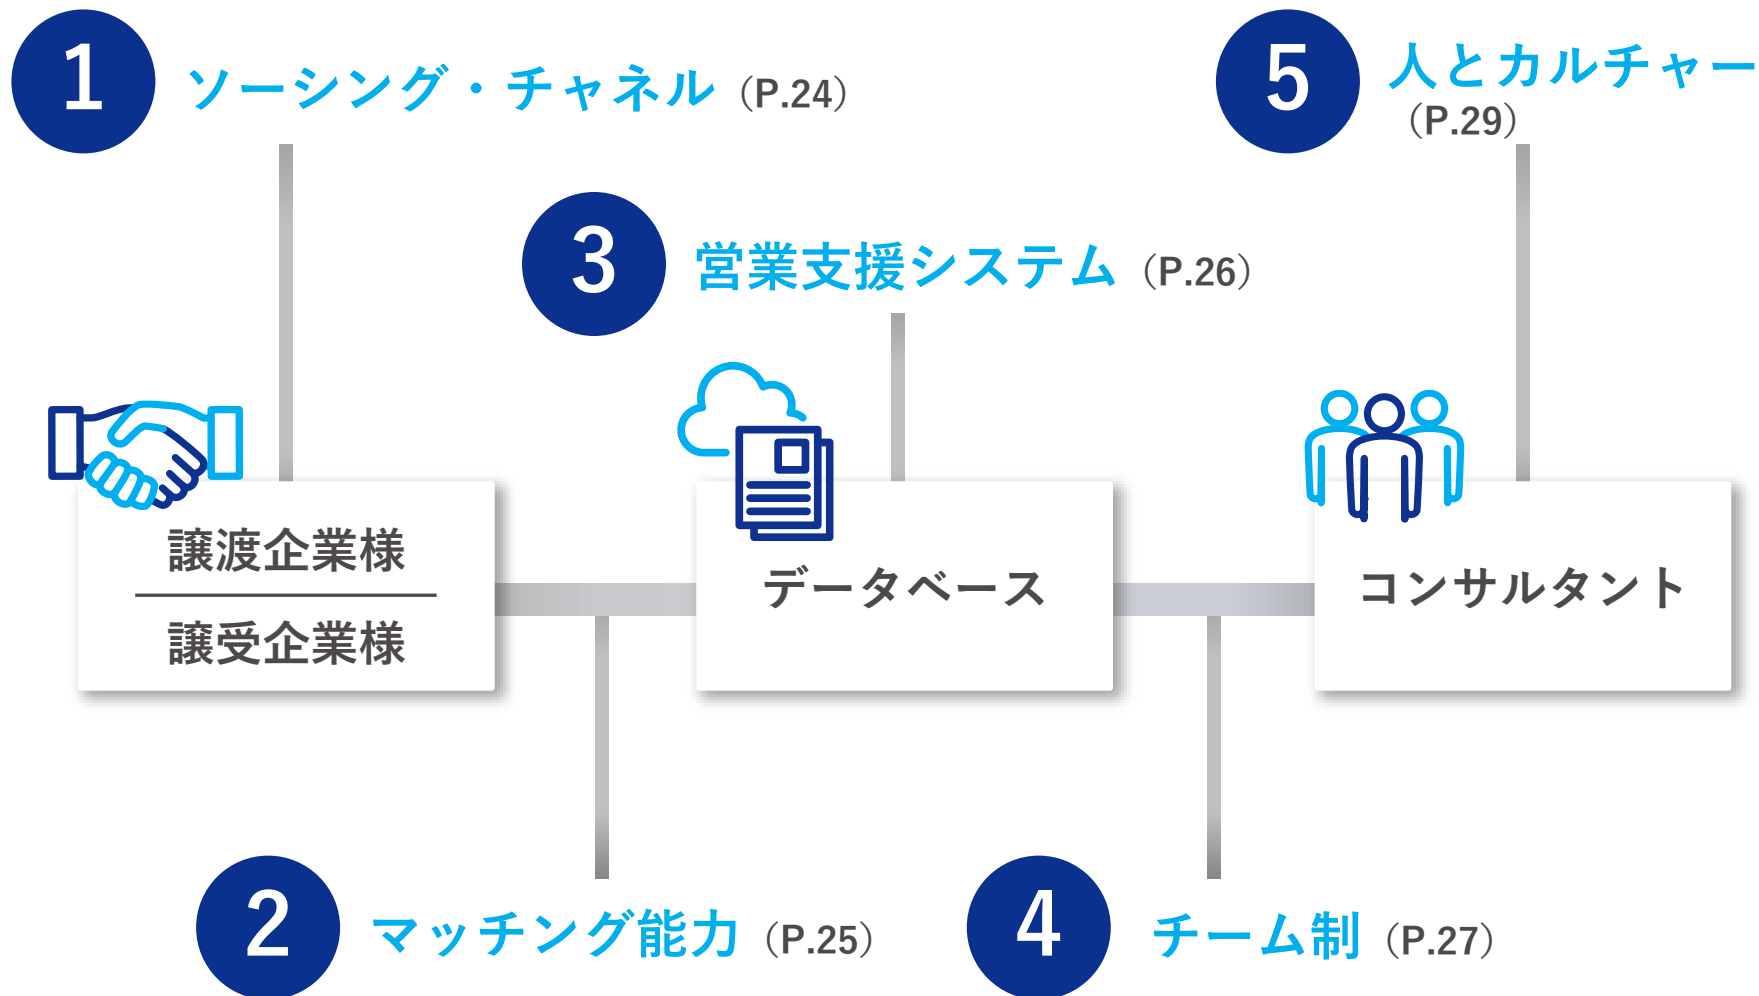 1
ソーシング・チャネル（P.24）
5
人とカルチャー
（P.29）
3
営業支援システム（P.26）
譲渡企業様
譲受企業様
データベース
コンサルタント
2
マッチング能力（P.25）
4
チーム制（P.27）